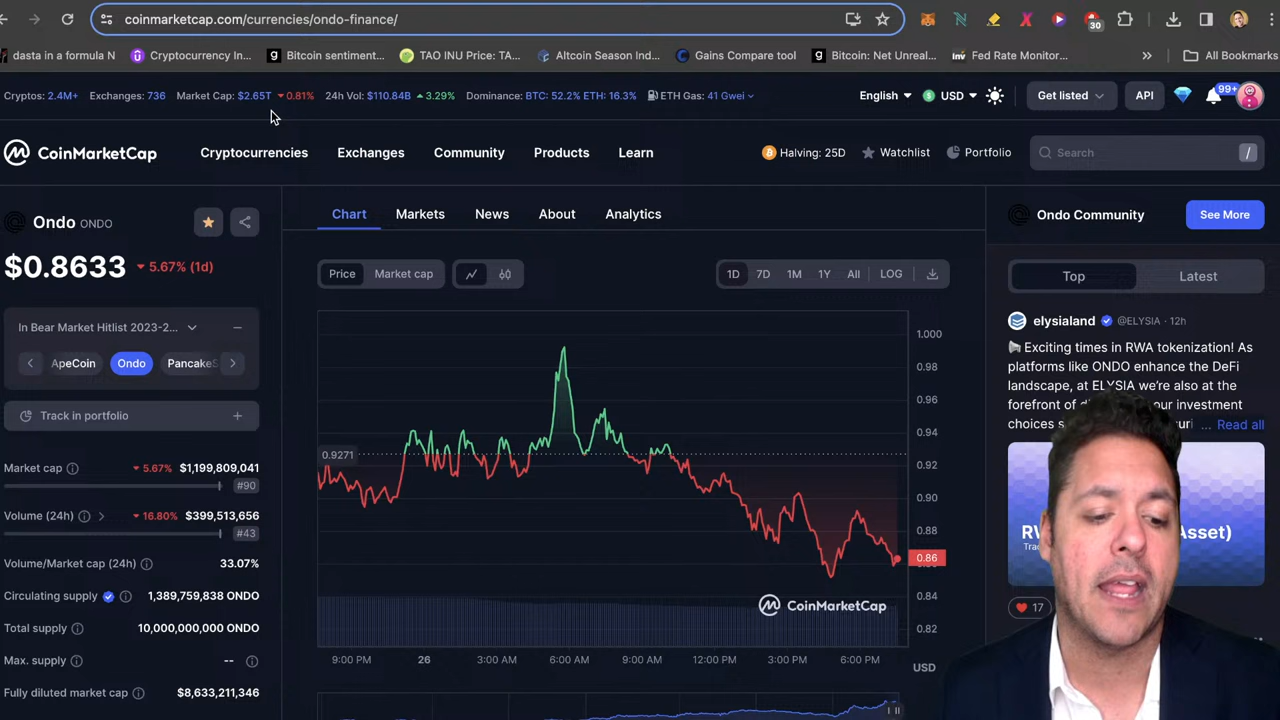 coinmarketcap.com/currencies/ondo-finance/
30
dasta in a formula N
Cryptocurrency In...
Bitcoin sentiment...
TAO INU Price: TA...
Altcoin Season Ind...
Gains Compare tool
Bitcoin: Net Unreal...
Inv Fed Rate Monitor...
»
All Bookmarks
Cryptos: 2.4M+ Exchanges: 736 Market Cap: $2.65T 0.81% 24h Vol: $110.84B 3.29% Dominance: BTC: 52.2% ETH: 16.3% ETH Gas: 41 Gwei
English
USD
Get listed
API
99+
CoinMarketCap
Cryptocurrencies
Exchanges
Community
Products
Learn
Halving: 25D
Watchlist
Portfolio
Search
/
Ondo ONDO
$0.8633 5.67% (1d)
In Bear Market Hitlist 2023-2...
ApeCoin
Ondo
PancakeS
Track in portfolio
+
Market cap 5.67% $1,199,809,041
#90
Volume (24h) 16.80% $399,513,656
#43
Volume/Market cap (24h) 33.07%
Circulating supply 1,389,759,838 ONDO
Total supply 10,000,000,000 ONDO
Max. supply --
Fully diluted market cap $8,633,211,346
Chart
Markets
News
About
Analytics
Price
Market cap
1D
7D
1M
1Y
All
LOG
1.000
0.98
0.96
0.94
0.92
0.90
0.88
0.86
0.84
0.82
0.9271
CoinMarketCap
9:00 PM
26
3:00 AM
6:00 AM
9:00 AM
12:00 PM
3:00 PM
6:00 PM
USD
Ondo Community
See More
Top
Latest
elysialand @ELYSIA · 12h
Exciting times in RWA tokenization! As
platforms like ONDO enhance the DeFi
landscape, at ELYSIA we're also at the
forefront of our investment
choices ... Read all
Asset)
17